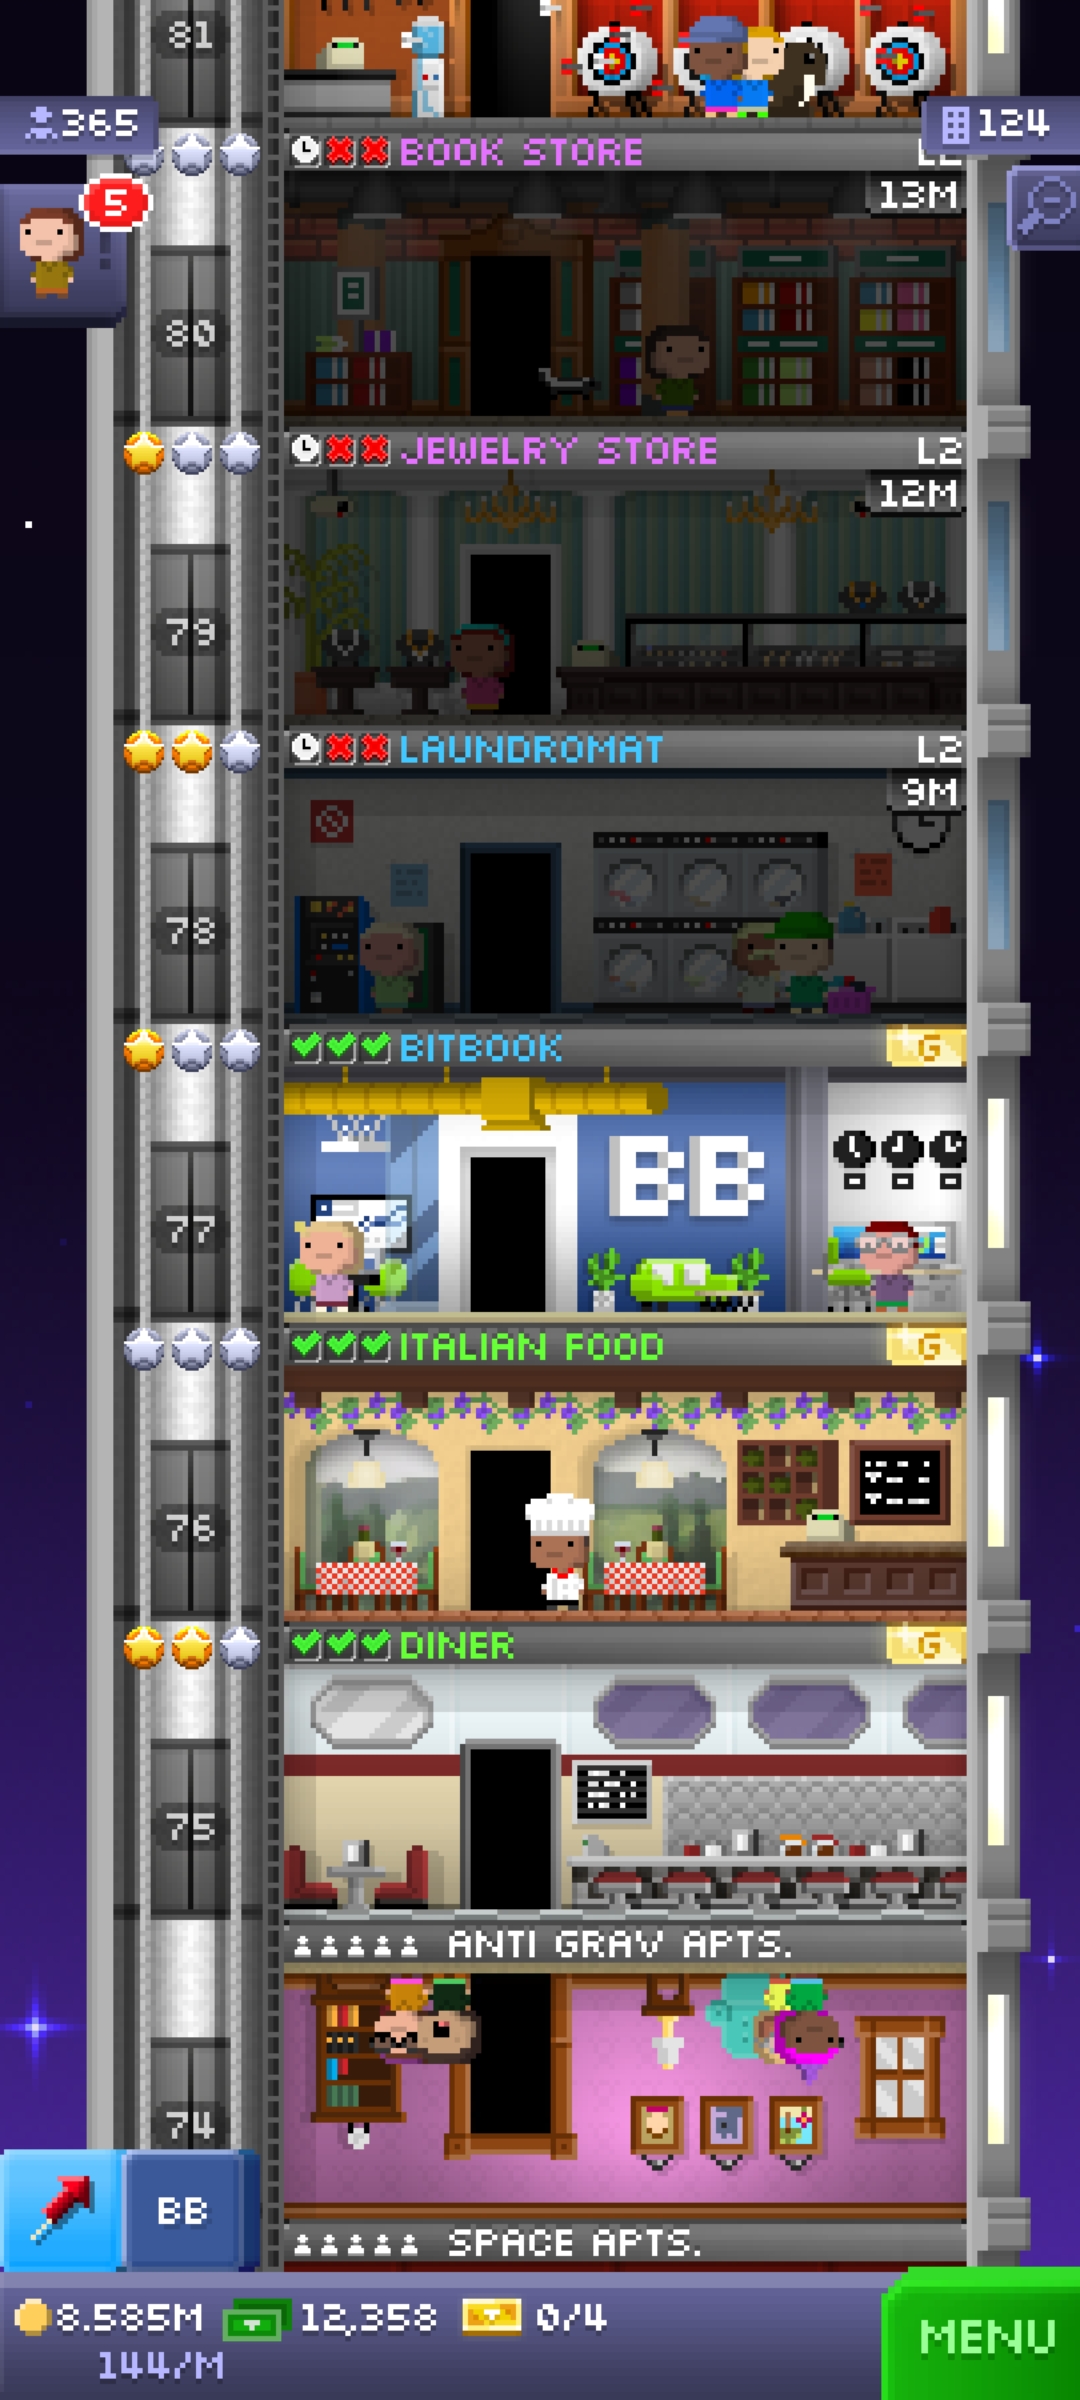 81
365
124
BOOK STORE
13M
5
80
JEWELRY STORE L2
12M
79
LAUNDROMAT L2
9M
78
BITBOOK G
BB
77
ITALIAN FOOD G
76
DINER G
75
ANTI GRAV APTS.
74
BB
SPACE APTS.
8.585M 12,358 0/4
144/M
MENU